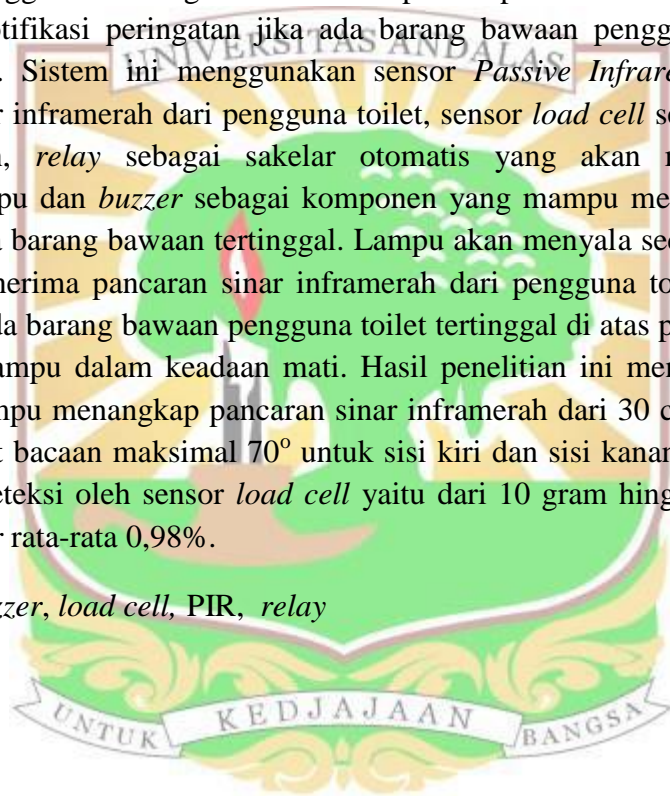 notifikasi peringatan jika ada barang bawaan pengg
UNIVERSITAS ANDALAS
. Sistem ini menggunakan sensor Passive Infrar
r inframerah dari pengguna toilet, sensor load cell se
, relay sebagai sakelar otomatis yang akan
pu dan buzzer sebagai komponen yang mampu me
a barang bawaan tertinggal. Lampu akan menyala sec
nerima pancaran sinar inframerah dari pengguna to
da barang bawaan pengguna toilet tertinggal di atas p
ampu dalam keadaan mati. Hasil penelitian ini men
mpu menangkap pancaran sinar inframerah dari 30 c
t bacaan maksimal 70° untuk sisi kiri dan sisi kanan
eteksi oleh sensor load cell yaitu dari 10 gram hing
r rata-rata 0,98%.
zzer, load cell, PIR, relay
UNTUK KEDJAJAAN BANGSA